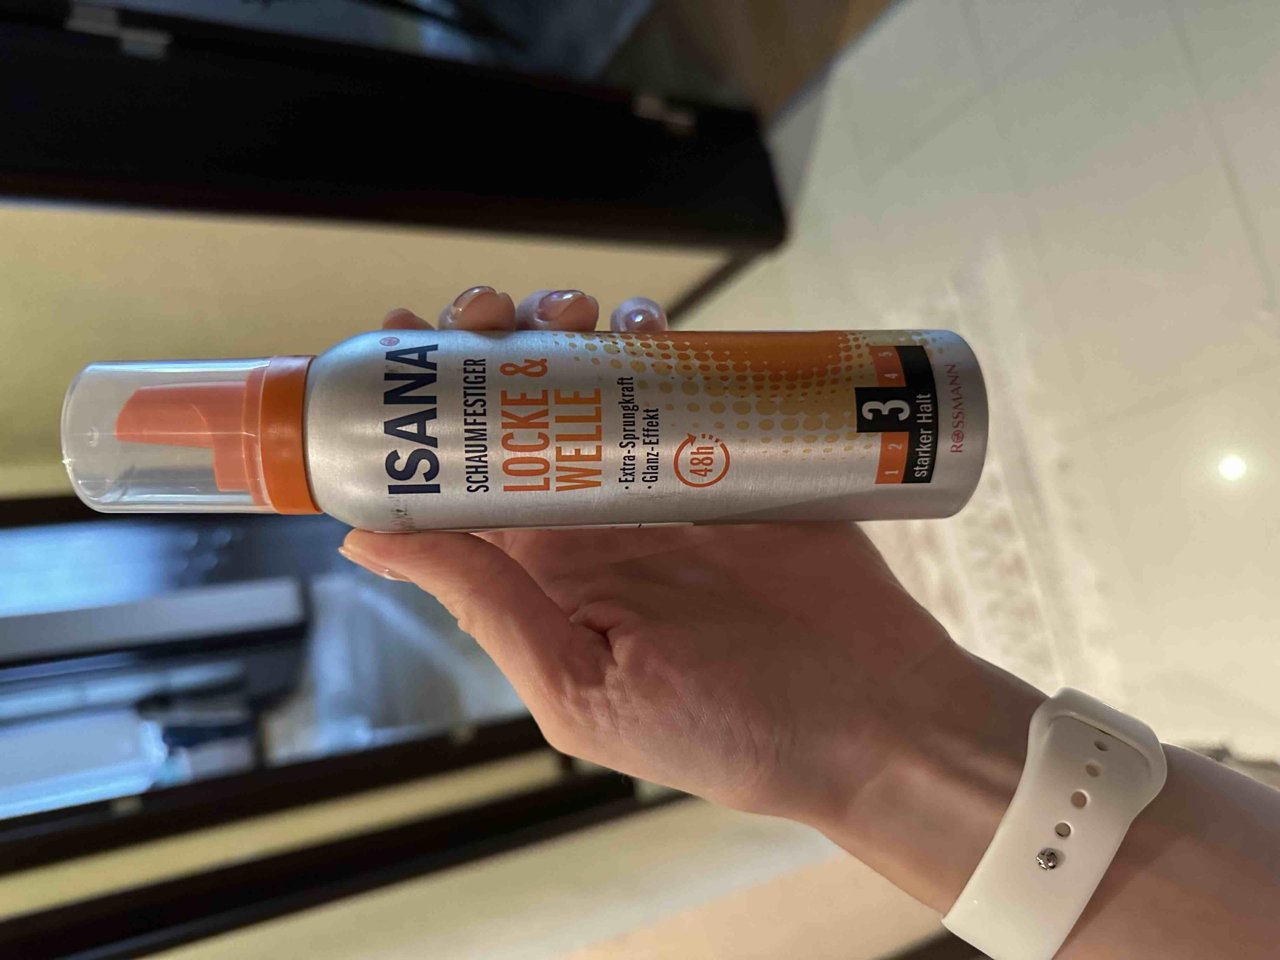 ISANA®
SCHAUMFESTIGER
LOCKE &
WELLE
· Extra-Sprungkraft
· Glanz-Effekt
48h
1 2 3 4 5
starker Halt
ROSSMANN